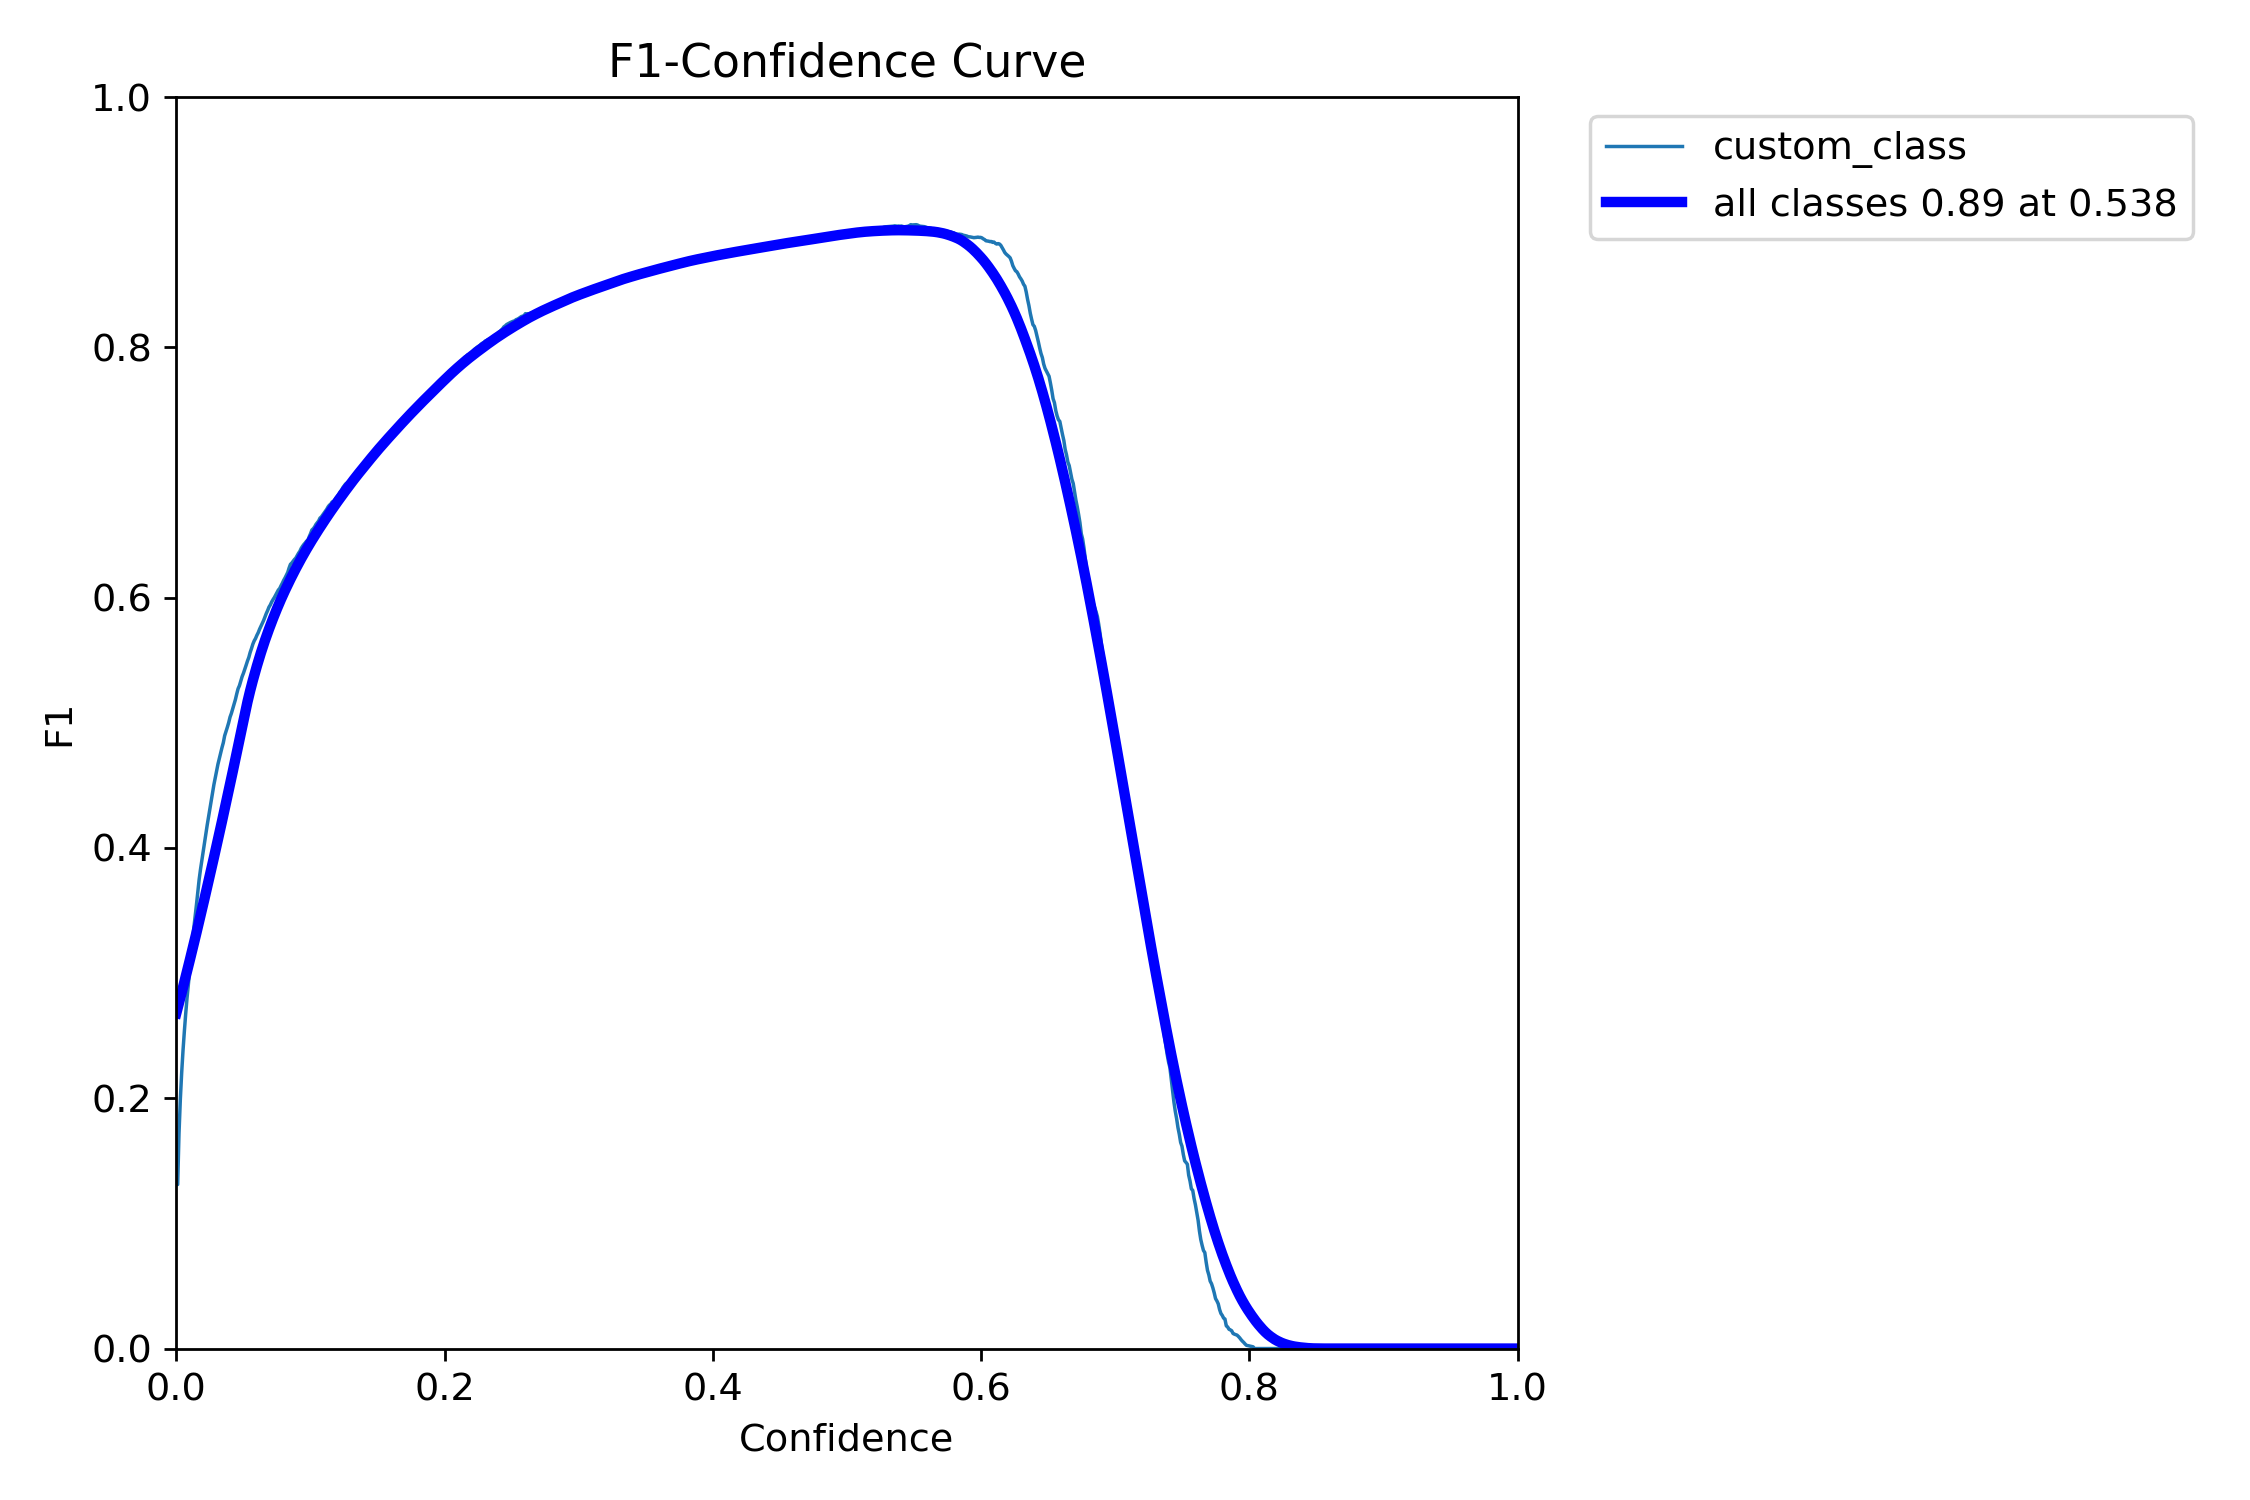 F1-Confidence Curve
1.0
0.8
0.6
0.4
0.2
0.0
F1
0.0 0.2 0.4 0.6 0.8 1.0
Confidence
custom_class
all classes 0.89 at 0.538